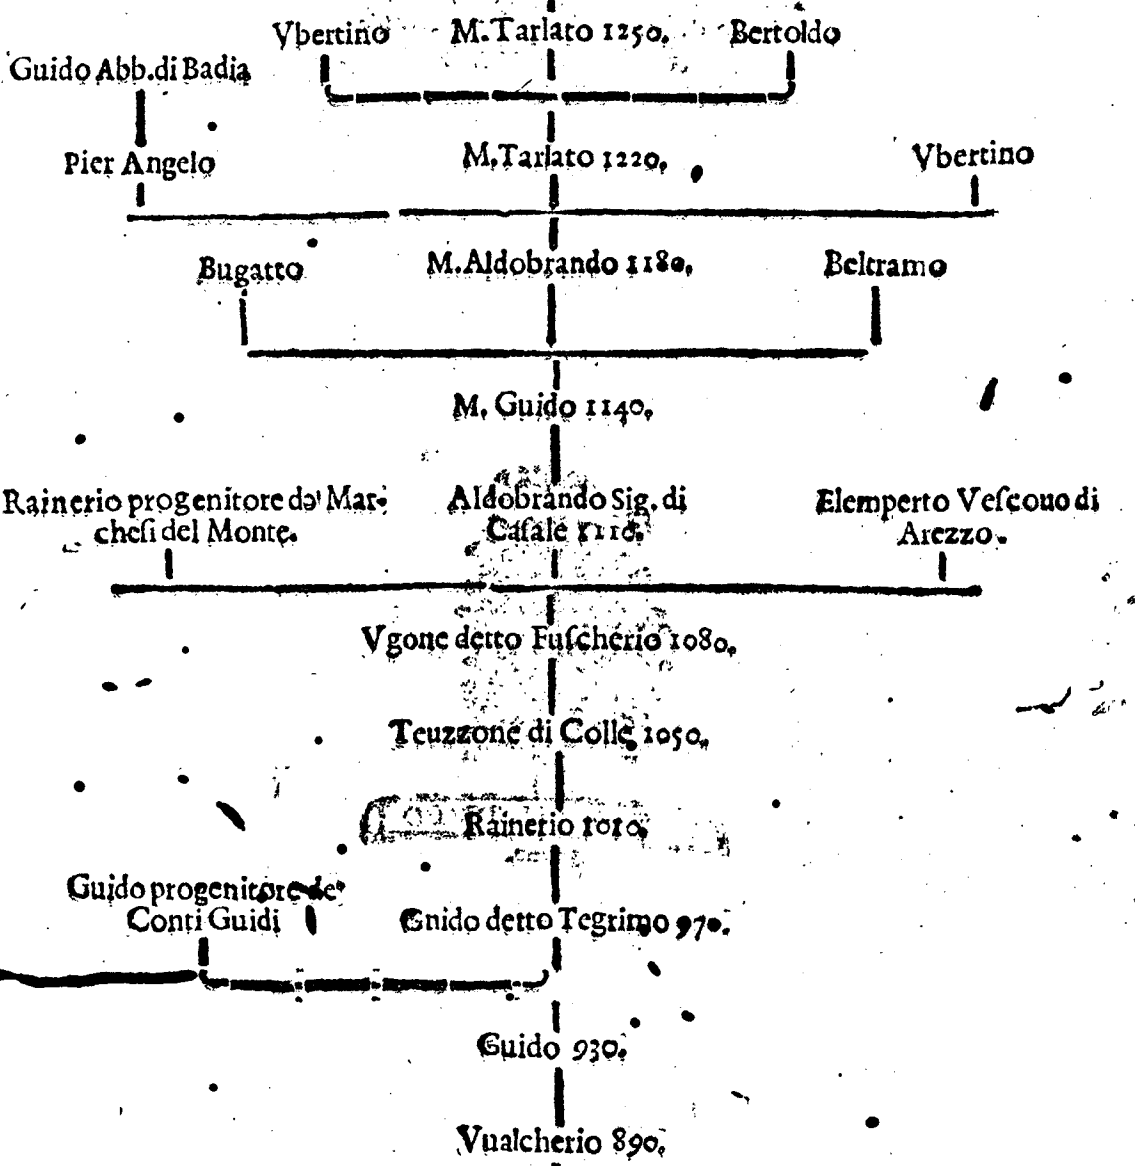 Vbertino M. Tarlato 1250. Bertoldo
Guido Abb. di Badia
Pier Angelo M. Tarlato 1220. Vbertino
Bugatto M. Aldobrando 1180. Beltramo
M. Guido 1140.
Rainerio progenitore de' Mar- Aldobrando Sig. di Elemperto Veſcouo di
cheſi del Monte. Caſale 1110. Arezzo.
Vgone detto Fuſcherio 1080.
Teuzzone di Colle 1050.
Rainerio 1010.
Guido progenitore de'
Conti Guidi Gnido detto Tegrimo 970.
Guido 930.
Vualcherio 890.